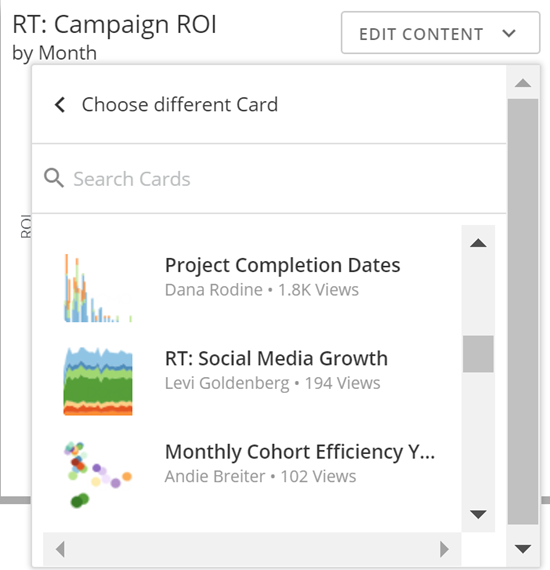 RT: Campaign ROI
by Month
EDIT CONTENT
Choose different Card
Search Cards
ROI
Project Completion Dates
Dana Rodine • 1.8K Views
RT: Social Media Growth
Levi Goldenberg • 194 Views
Monthly Cohort Efficiency Y...
Andie Breiter • 102 Views